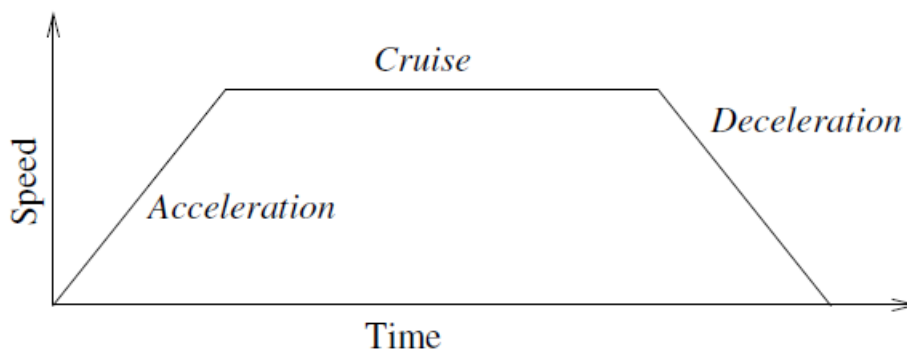 Cruise
Deceleration
Speed
Acceleration
Time